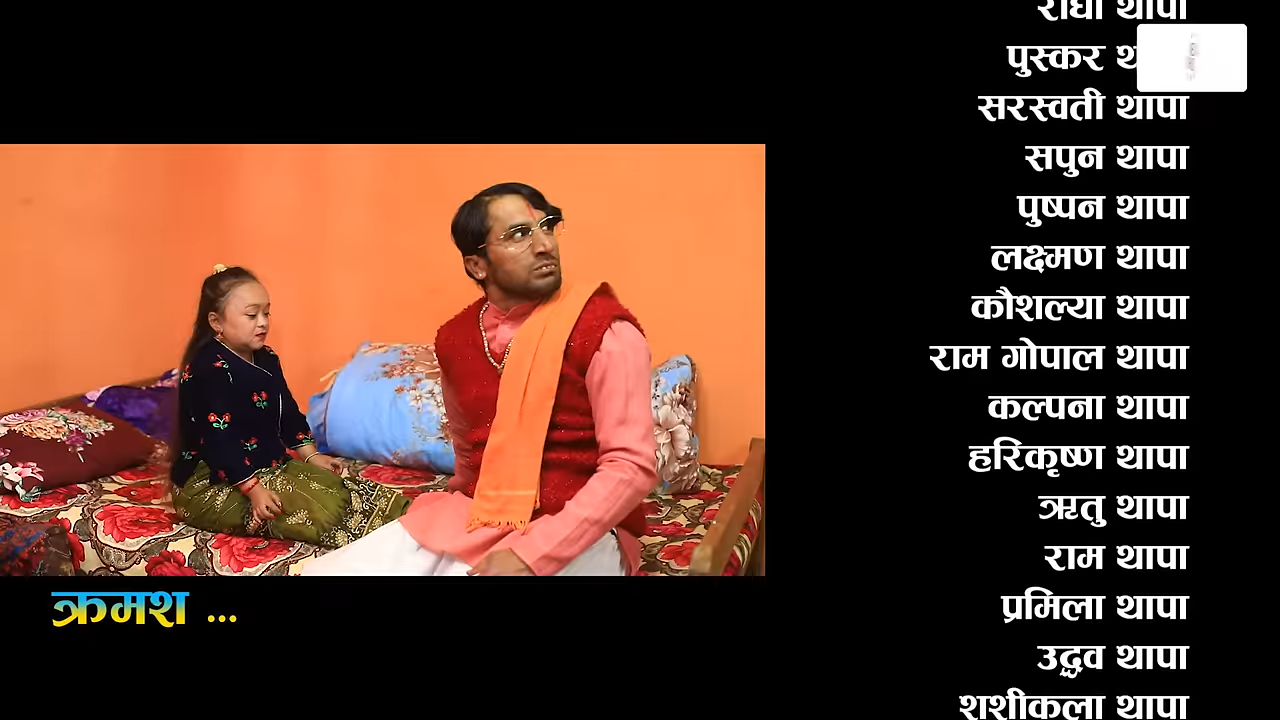 राधा थापा
पुस्कर
सरस्वती थापा
सपुन थापा
पुष्पन थापा
लक्ष्मण थापा
कौशल्या थापा
राम गोपाल थापा
कल्पना थापा
हरिकृष्ण थापा
ऋतु थापा
राम थापा
प्रमिला थापा
उद्धव थापा
शशीकला थापा
क्रमश ...